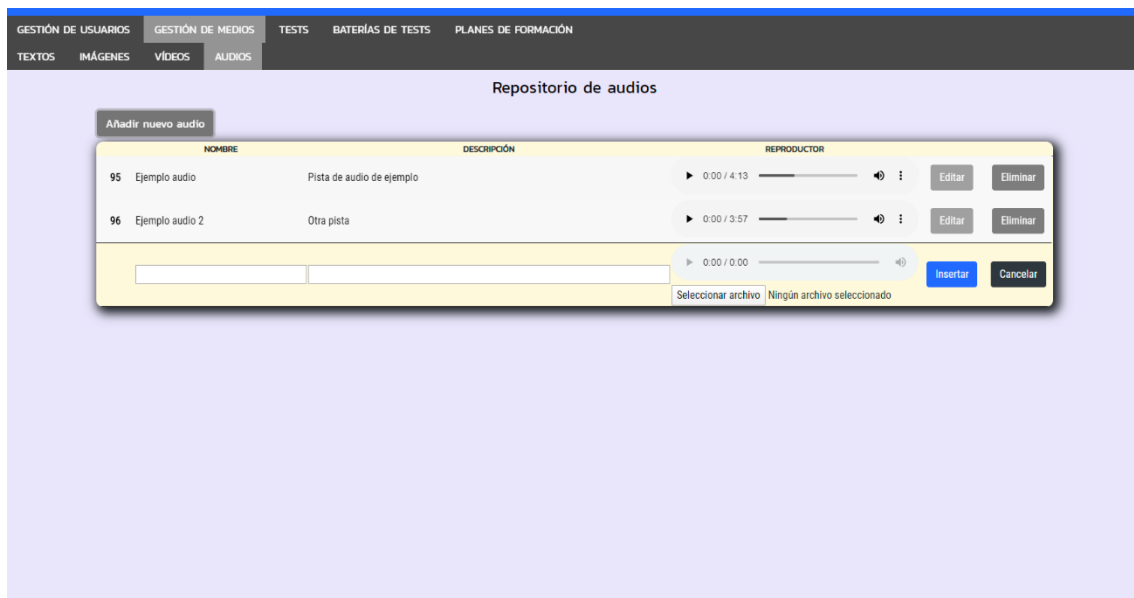 GESTIÓN DE USUARIOS GESTIÓN DE MEDIOS TESTS BATERÍAS DE TESTS PLANES DE FORMACIÓN
TEXTOS IMÁGENES VÍDEOS AUDIOS
Repositorio de audios
Añadir nuevo audio
NOMBRE DESCRIPCIÓN REPRODUCTOR
95 Ejemplo audio Pista de audio de ejemplo 0:00 / 4:13 Editar Eliminar
96 Ejemplo audio 2 Otra pista 0:00 / 3:57 Editar Eliminar
0:00 / 0:00 Insertar Cancelar
Seleccionar archivo Ningún archivo seleccionado